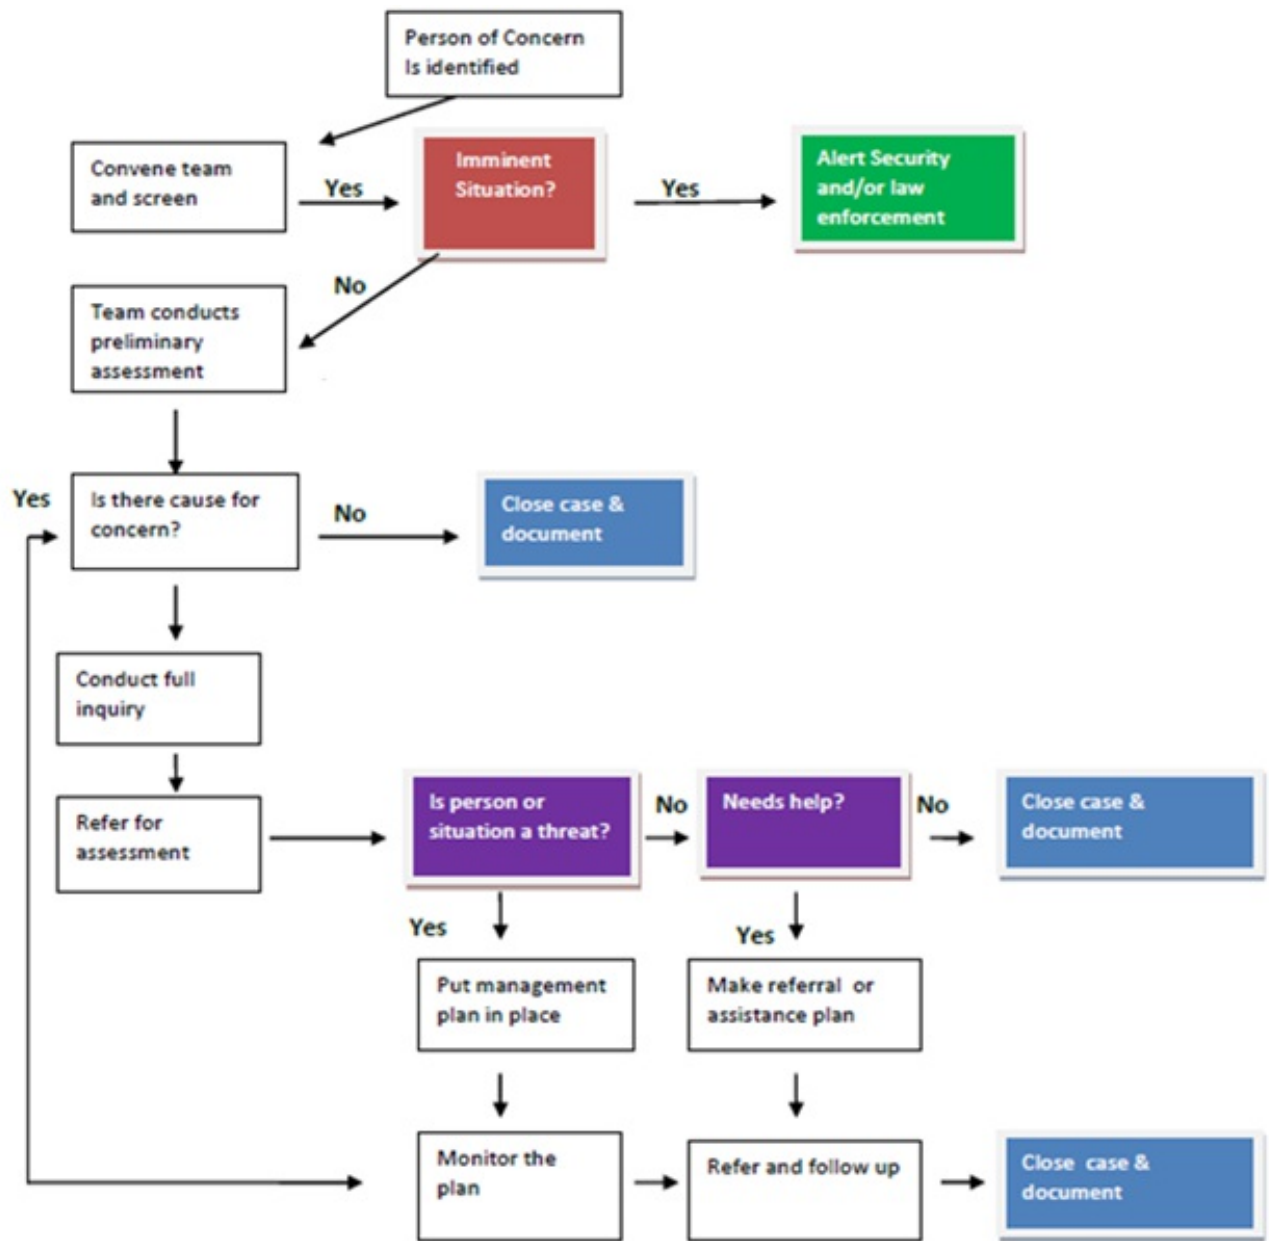 Person of Concern
Is identified
Convene team
and screen
Yes
Imminent
Situation?
Yes
Alert Security
and/or law
enforcement
No
Team conducts
preliminary
assessment
Yes
Is there cause for
concern?
No
Close case &
document
Conduct full
inquiry
Refer for
assessment
Is person or
situation a threat?
No
Needs help?
No
Close case &
document
Yes
Yes
Put management
plan in place
Make referral or
assistance plan
Monitor the
plan
Refer and follow up
Close case &
document